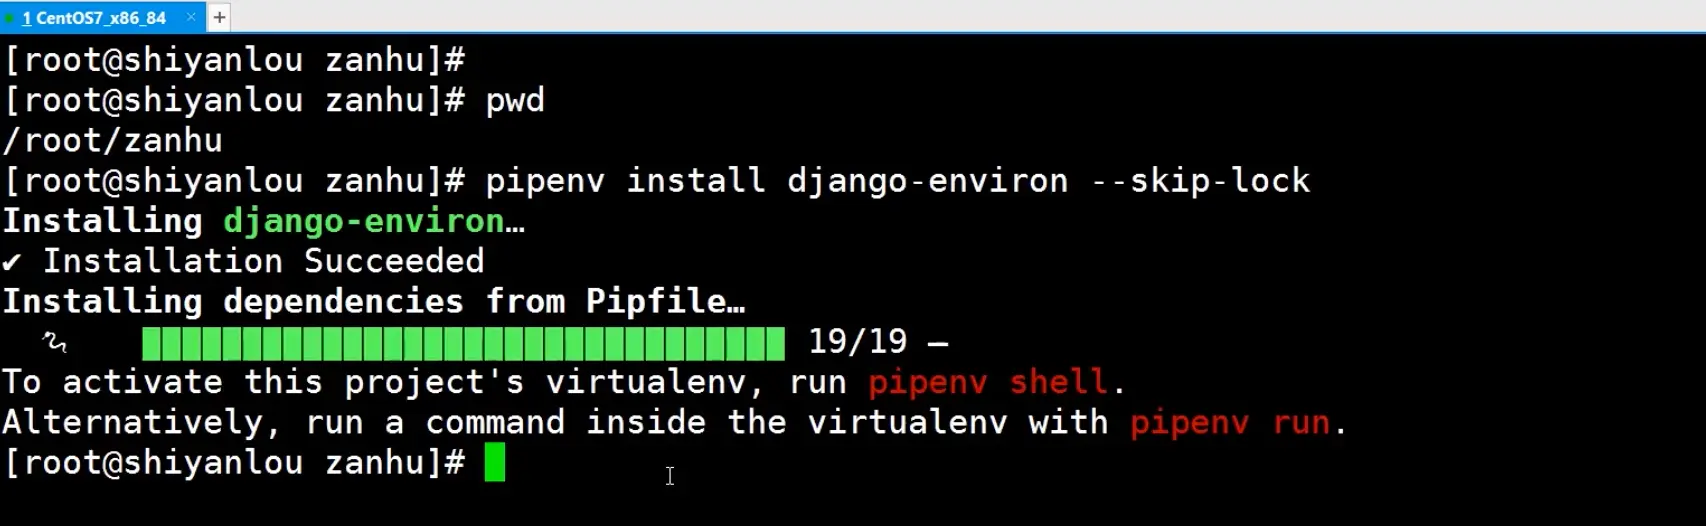 1 CentOS7_x86_84 × +
[root@shiyanlou zanhu]#
[root@shiyanlou zanhu]# pwd
/root/zanhu
[root@shiyanlou zanhu]# pipenv install django-environ --skip-lock
Installing django-environ…
✔ Installation Succeeded
Installing dependencies from Pipfile…
19/19 —
To activate this project's virtualenv, run pipenv shell.
Alternatively, run a command inside the virtualenv with pipenv run.
[root@shiyanlou zanhu]#